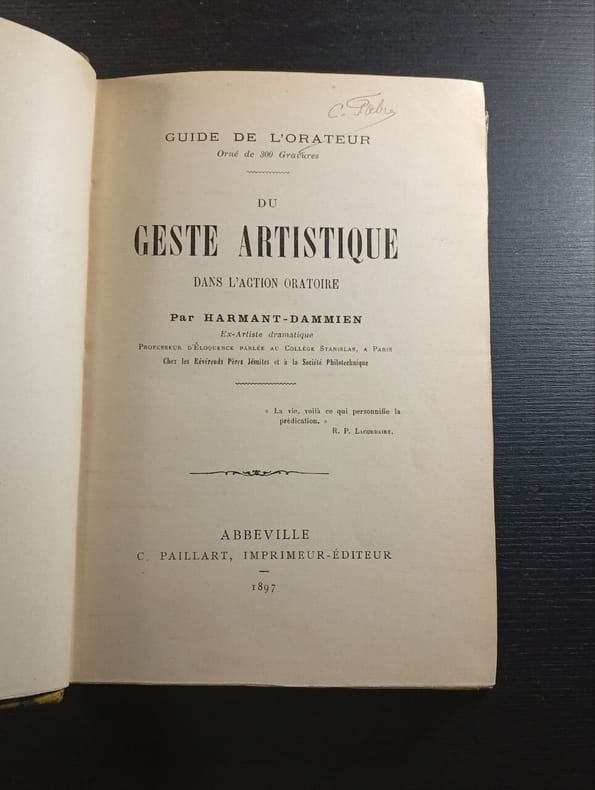 C. Fabre
GUIDE DE L'ORATEUR
Orné de 300 Gravures
DU
GESTE ARTISTIQUE
DANS L'ACTION ORATOIRE
Par HARMANT-DAMMIEN
Ex-Artiste dramatique
PROFESSEUR D'ÉLOQUENCE PARLÉE AU COLLÈGE STANISLAS, A PARIS
Chez les Révérends Pères Jésuites et à la Société Philotechnique
« La vie, voilà ce qui personnifie la
prédication. »
R. P. LACORDAIRE.
ABBEVILLE
C. PAILLART, IMPRIMEUR-ÉDITEUR
1897